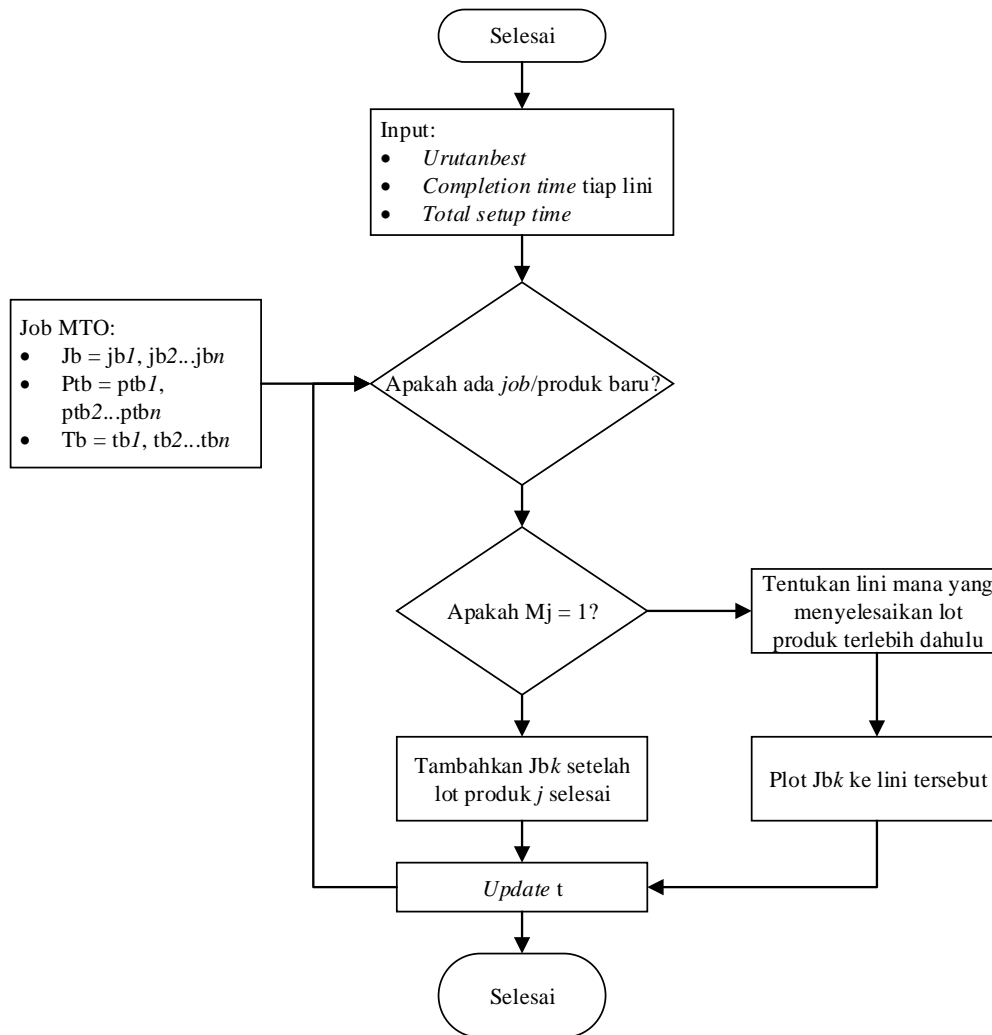 Selesai
Input:
• Urutanbest
• Completion time tiap lini
• Total setup time
Job MTO:
• Jb = jb1, jb2...jbn
• Ptb = ptb1,
ptb2...ptbn
• Tb = tb1, tb2...tbn
Apakah ada job/produk baru?
Apakah Mj = 1?
Tentukan lini mana yang
menyelesaikan lot
produk terlebih dahulu
Tambahkan Jbk setelah
lot produk j selesai
Plot Jbk ke lini tersebut
Update t
Selesai